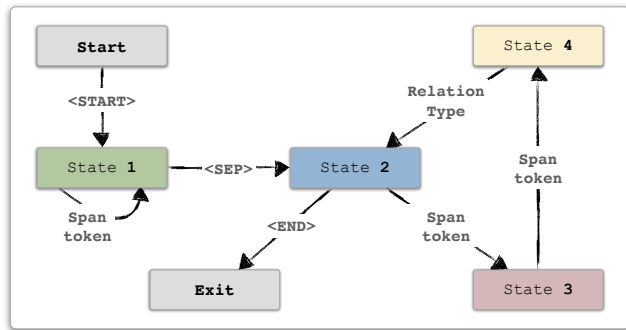 Start
State 4
<START>
Relation
Type
State 1
<SEP>
State 2
Span
token
Span
token
<END>
Span
token
Exit
State 3